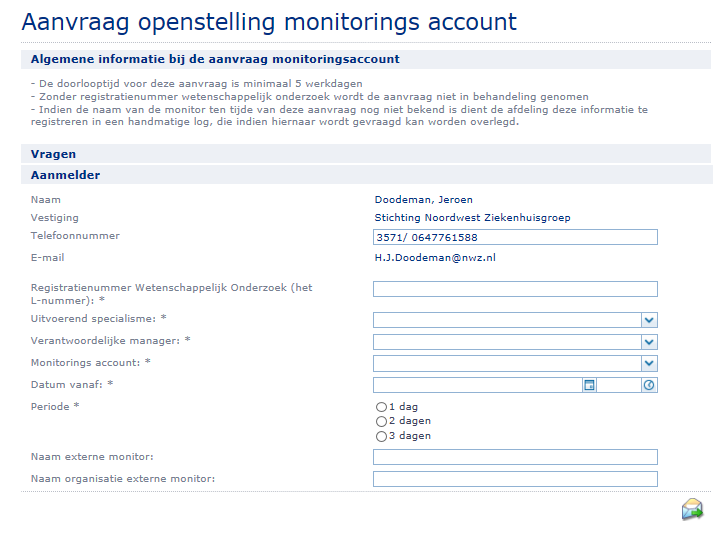 Aanvraag openstelling monitorings account
Algemene informatie bij de aanvraag monitoringsaccount
- De doorlooptijd voor deze aanvraag is minimaal 5 werkdagen
- Zonder registratienummer wetenschappelijk onderzoek wordt de aanvraag niet in behandeling genomen
- Indien de naam van de monitor ten tijde van deze aanvraag nog niet bekend is dient de afdeling deze informatie te
registreren in een handmatige log, die indien hiernaar wordt gevraagd kan worden overlegd.
Vragen
Aanmelder
Naam Doodeman, Jeroen
Vestiging Stichting Noordwest Ziekenhuisgroep
Telefoonnummer 3571/ 0647761588
E-mail H.J.Doodeman@nwz.nl
Registratienummer Wetenschappelijk Onderzoek (het
L-nummer): *
Uitvoerend specialisme: *
Verantwoordelijke manager: *
Monitorings account: *
Datum vanaf: *
Periode * 1 dag
2 dagen
3 dagen
Naam externe monitor:
Naam organisatie externe monitor: